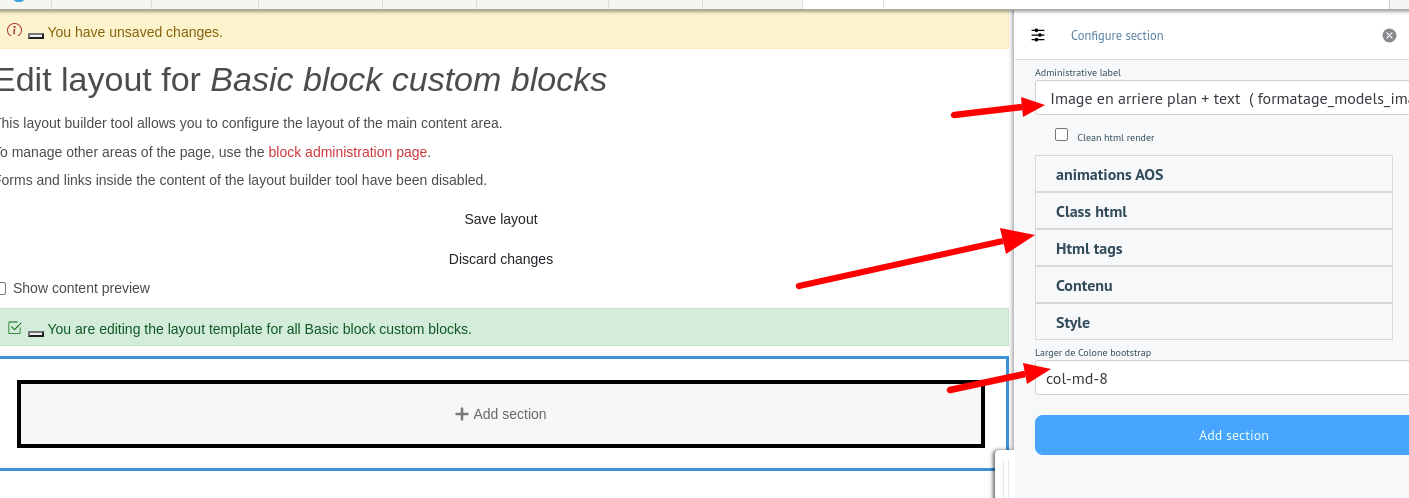 You have unsaved changes.
Edit layout for Basic block custom blocks
This layout builder tool allows you to configure the layout of the main content area.
To manage other areas of the page, use the block administration page.
Forms and links inside the content of the layout builder tool have been disabled.
Save layout
Discard changes
Show content preview
You are editing the layout template for all Basic block custom blocks.
Add section
Configure section
Administrative label
Image en arriere plan + text ( formatage_models_ima
Clean html render
animations AOS
Class html
Html tags
Contenu
Style
Larger de Colone bootstrap
col-md-8
Add section